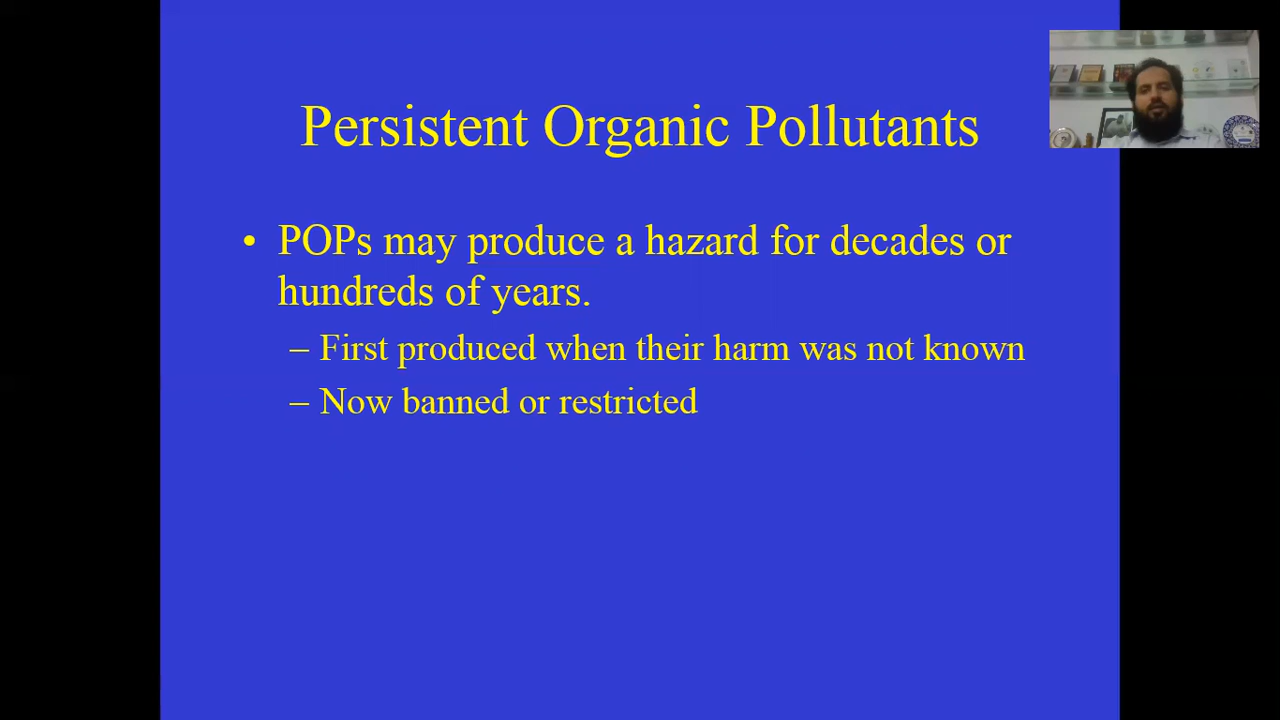 Persistent Organic Pollutants
• POPs may produce a hazard for decades or
hundreds of years.
– First produced when their harm was not known
– Now banned or restricted